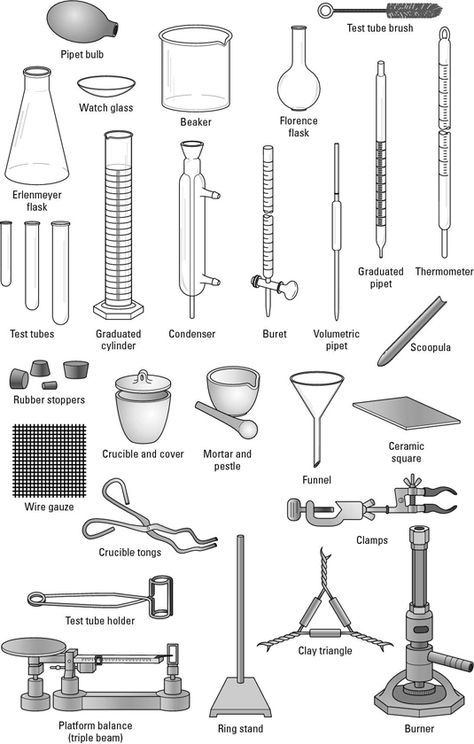 Pipet bulb
Test tube brush
Watch glass
Beaker
Florence
flask
Erlenmeyer
flask
Graduated
pipet
Thermometer
Test tubes
Graduated
cylinder
Condenser
Buret
Volumetric
pipet
Scoopula
Rubber stoppers
Crucible and cover
Mortar and
pestle
Funnel
Ceramic
square
Wire gauze
Crucible tongs
Clamps
Test tube holder
Clay triangle
Platform balance
(triple beam)
Ring stand
Burner